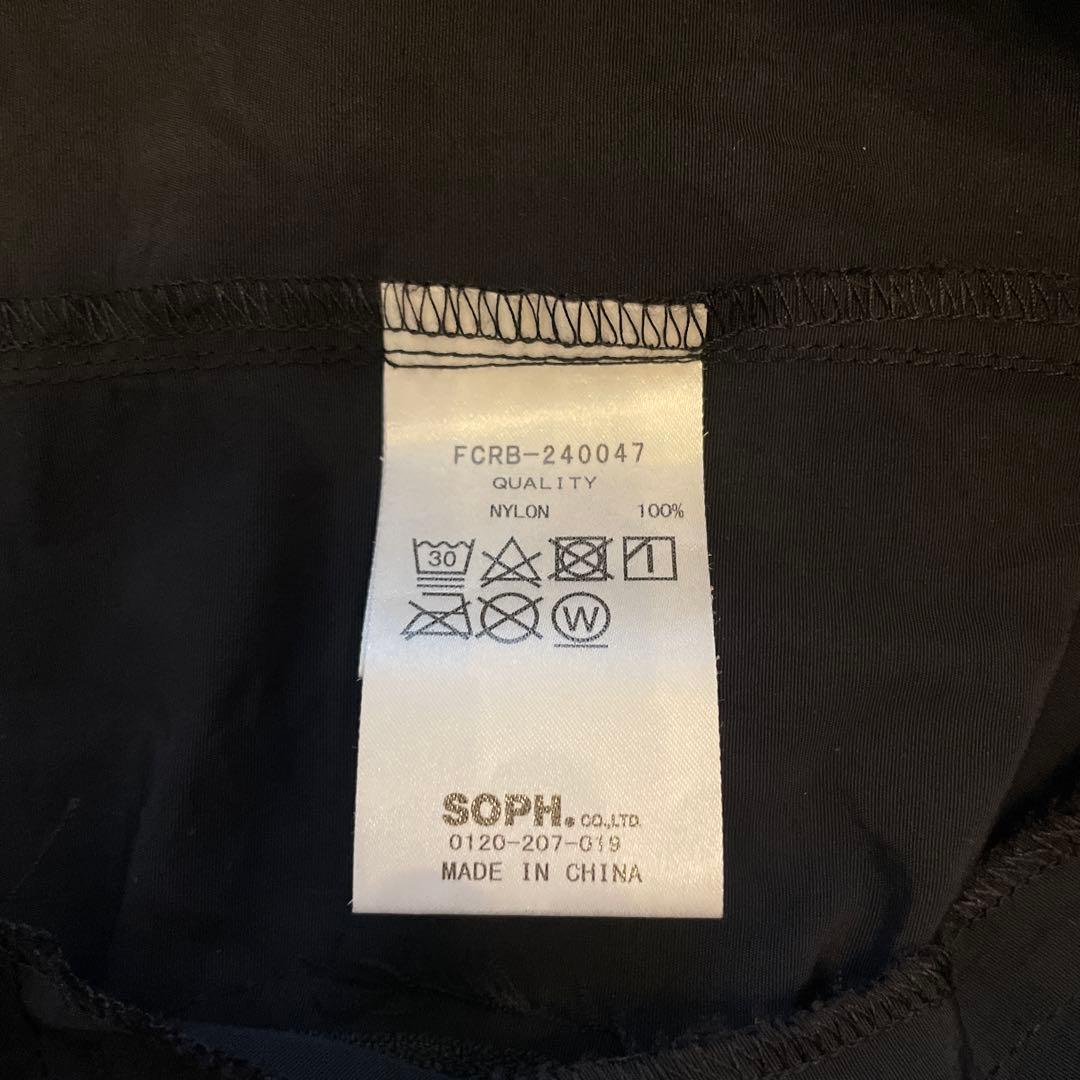 FCRB-240047
QUALITY
NYLON 100%
30
W
SOPH. CO.,LTD.
0120-207-019
MADE IN CHINA